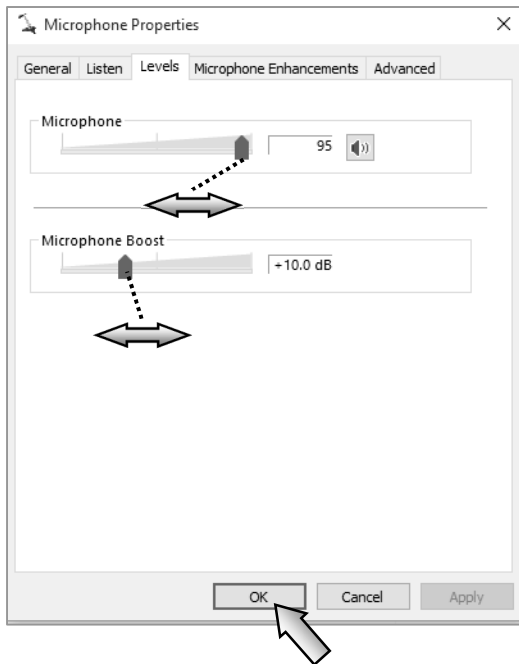 Microphone Properties
General Listen Levels Microphone Enhancements Advanced
Microphone
95
Microphone Boost
+10.0 dB
OK Cancel Apply